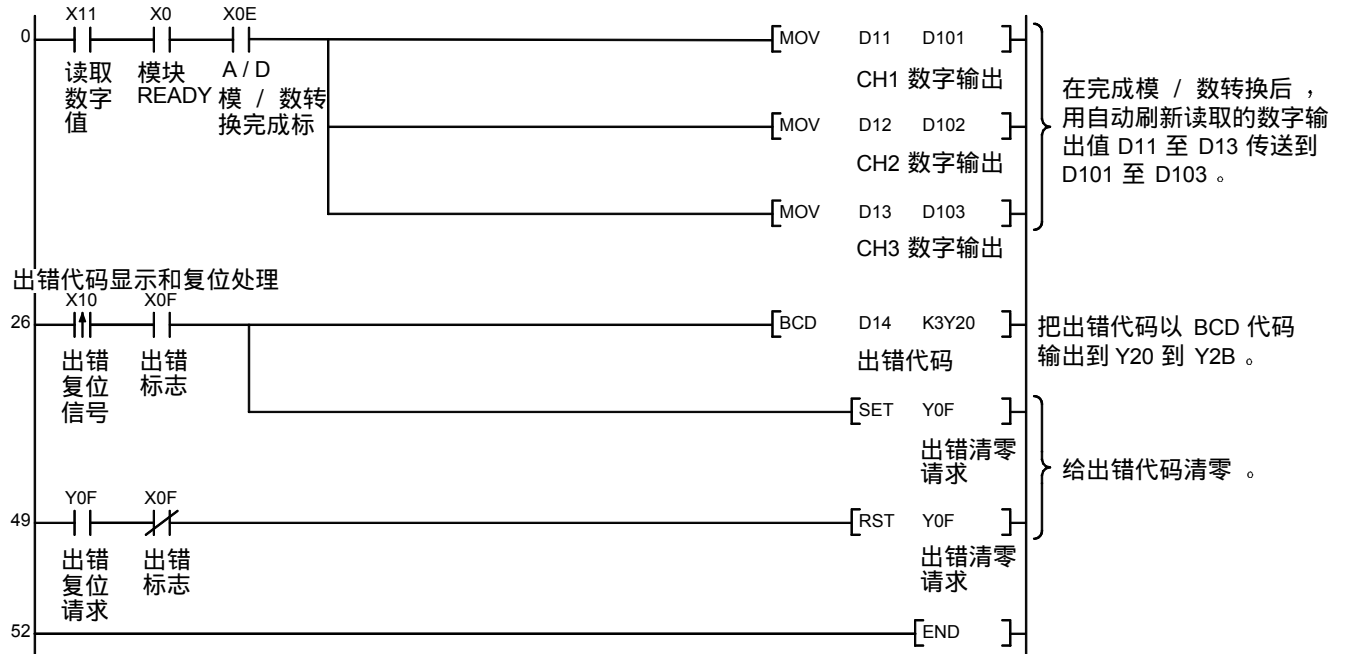 X11 X0 X0E
0 MOV D11 D101
读取 模块 A / D
数字 READY 模 / 数转
值 换完成标
CH1 数字输出
MOV D12 D102
CH2 数字输出
MOV D13 D103
CH3 数字输出
在完成模 / 数转换后 ，
用自动刷新读取的数字输
出值 D11 至 D13 传送到
D101 至 D103 。
出错代码显示和复位处理
X10 X0F
26 BCD D14 K3Y20
出错 出错
复位 标志
信号
出错代码
把出错代码以 BCD 代码
输出到 Y20 到 Y2B 。
SET Y0F
出错清零
请求
给出错代码清零 。
Y0F X0F
49 RST Y0F
出错 出错
复位 标志
请求
出错清零
请求
52 END